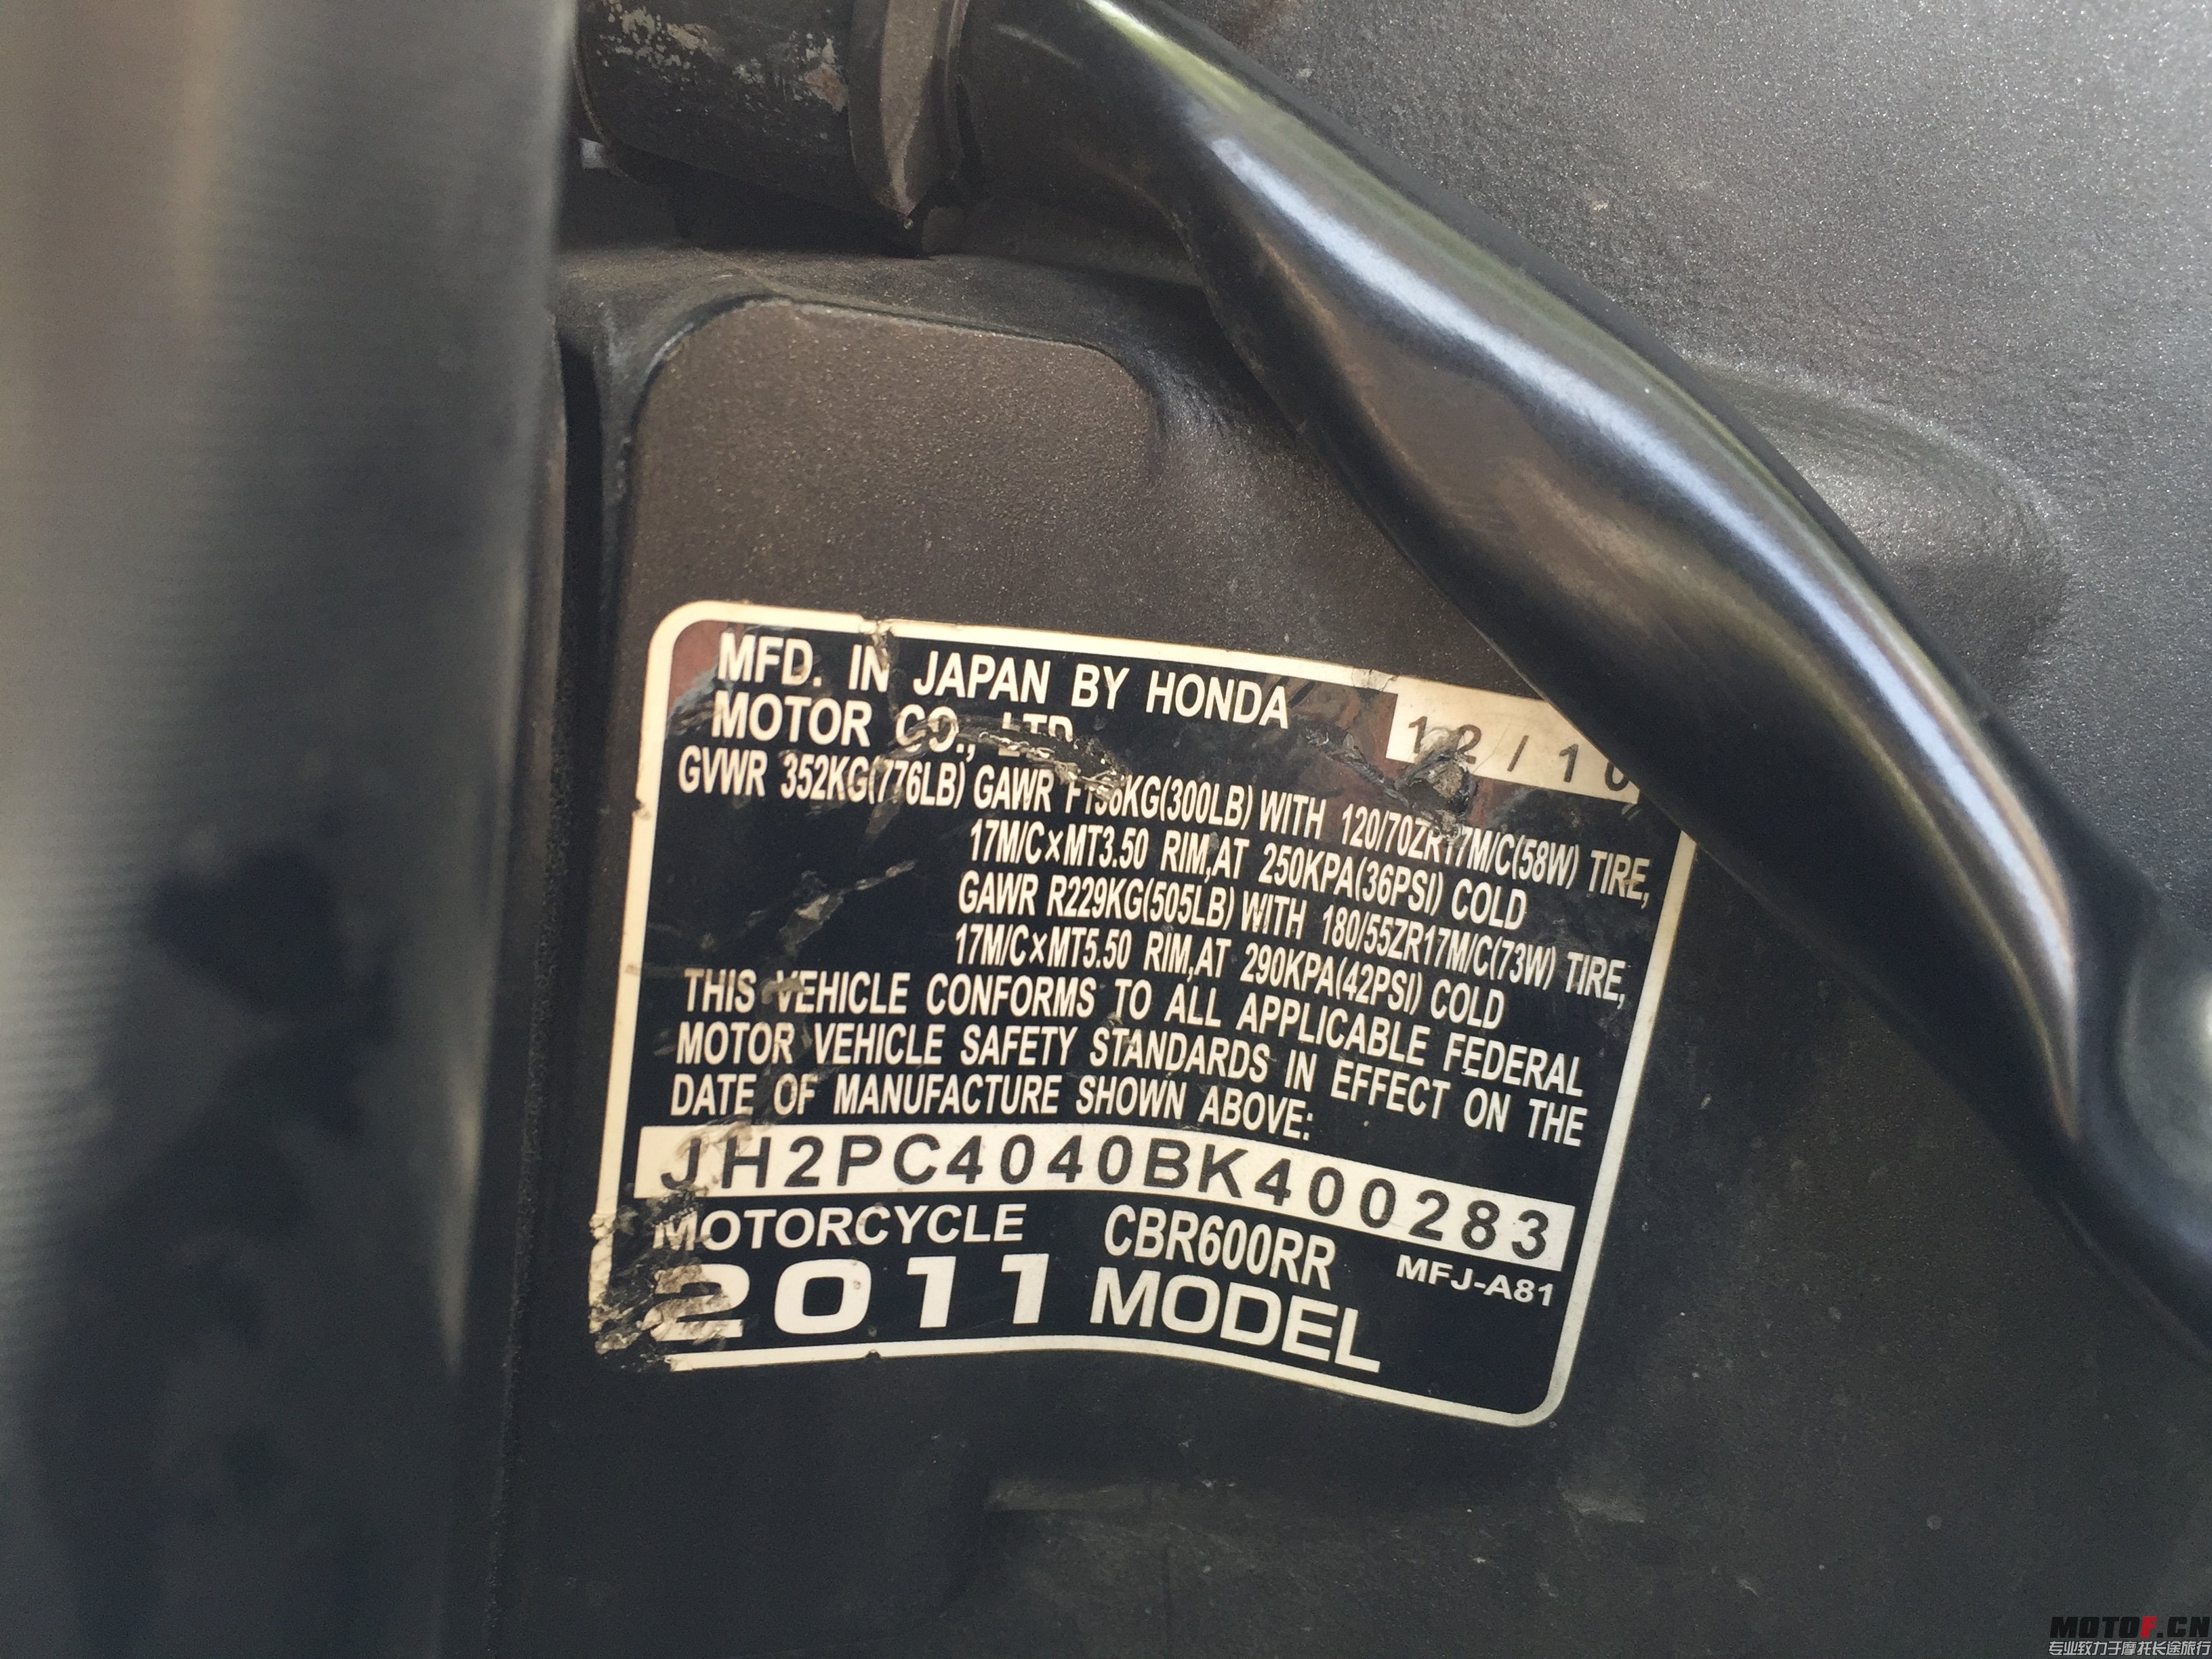 MFD. IN JAPAN BY HONDA
MOTOR CO., LTD.
12/10
GVWR 352KG(776LB) GAWR F136KG(300LB) WITH 120/70ZR17M/C(58W) TIRE,
17M/C×MT3.50 RIM,AT 250KPA(36PSI) COLD
GAWR R229KG(505LB) WITH 180/55ZR17M/C(73W) TIRE,
17M/C×MT5.50 RIM,AT 290KPA(42PSI) COLD
THIS VEHICLE CONFORMS TO ALL APPLICABLE FEDERAL
MOTOR VEHICLE SAFETY STANDARDS IN EFFECT ON THE
DATE OF MANUFACTURE SHOWN ABOVE:
JH2PC4040BK400283
MOTORCYCLE CBR600RR MFJ-A81
2011 MODEL
MOTOF.CN
专业致力于摩托长途旅行